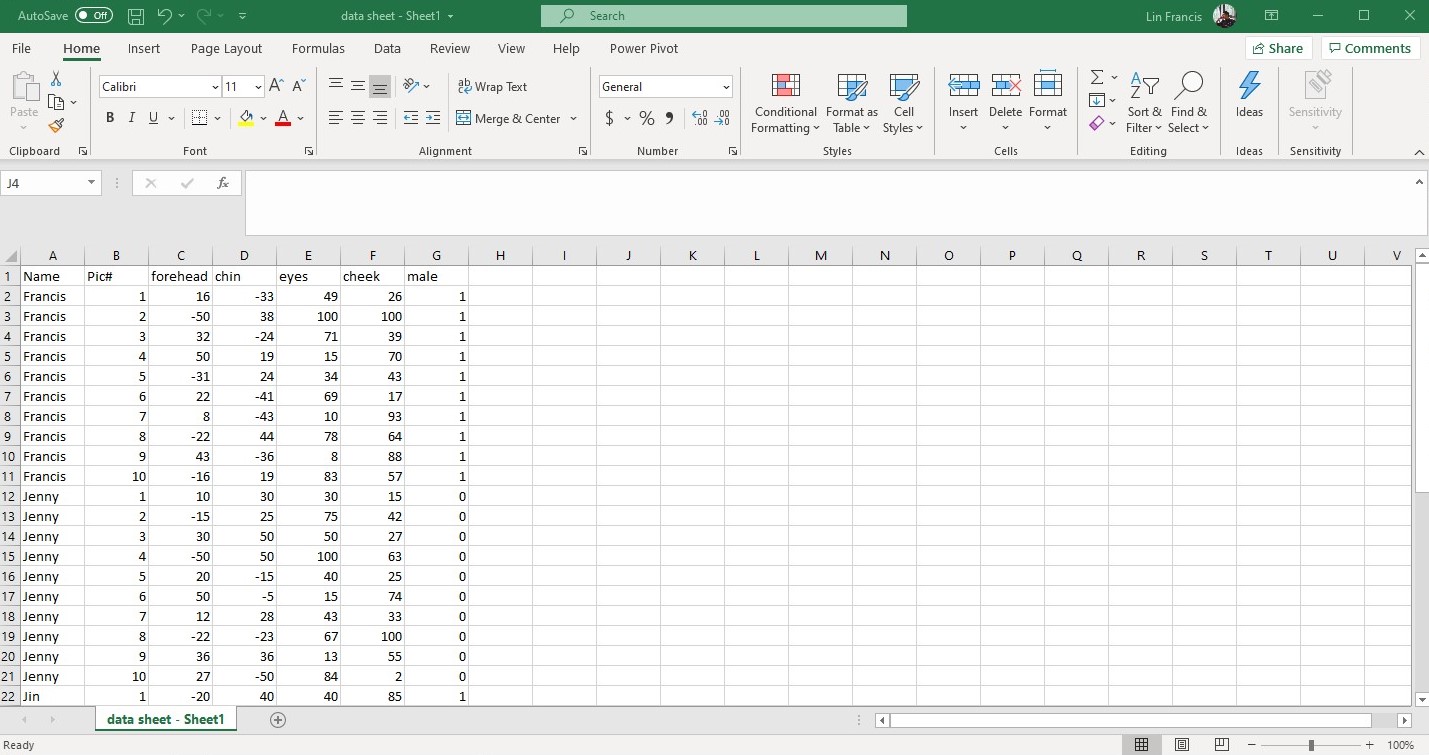 AutoSave Off data sheet - Sheet1 Search Lin Francis
File Home Insert Page Layout Formulas Data Review View Help Power Pivot Share Comments
Paste Calibri 11 Wrap Text General Conditional Format as Cell Insert Delete Format Sort & Find & Ideas Sensitivity
B I U Merge & Center $ % Formatting Table Styles Filter Select
Clipboard Font Alignment Number Styles Cells Editing Ideas Sensitivity
J4 fx
A B C D E F G H I J K L M N O P Q R S T U V
1 Name Pic# forehead chin eyes cheek male
2 Francis 1 16 -33 49 26 1
3 Francis 2 -50 38 100 100 1
4 Francis 3 32 -24 71 39 1
5 Francis 4 50 19 15 70 1
6 Francis 5 -31 24 34 43 1
7 Francis 6 22 -41 69 17 1
8 Francis 7 8 -43 10 93 1
9 Francis 8 -22 44 78 64 1
10 Francis 9 43 -36 8 88 1
11 Francis 10 -16 19 83 57 1
12 Jenny 1 10 30 30 15 0
13 Jenny 2 -15 25 75 42 0
14 Jenny 3 30 50 50 27 0
15 Jenny 4 -50 50 100 63 0
16 Jenny 5 20 -15 40 25 0
17 Jenny 6 50 -5 15 74 0
18 Jenny 7 12 28 43 33 0
19 Jenny 8 -22 -23 67 100 0
20 Jenny 9 36 36 13 55 0
21 Jenny 10 27 -50 84 2 0
22 Jin 1 -20 40 40 85 1
data sheet - Sheet1
Ready 100%